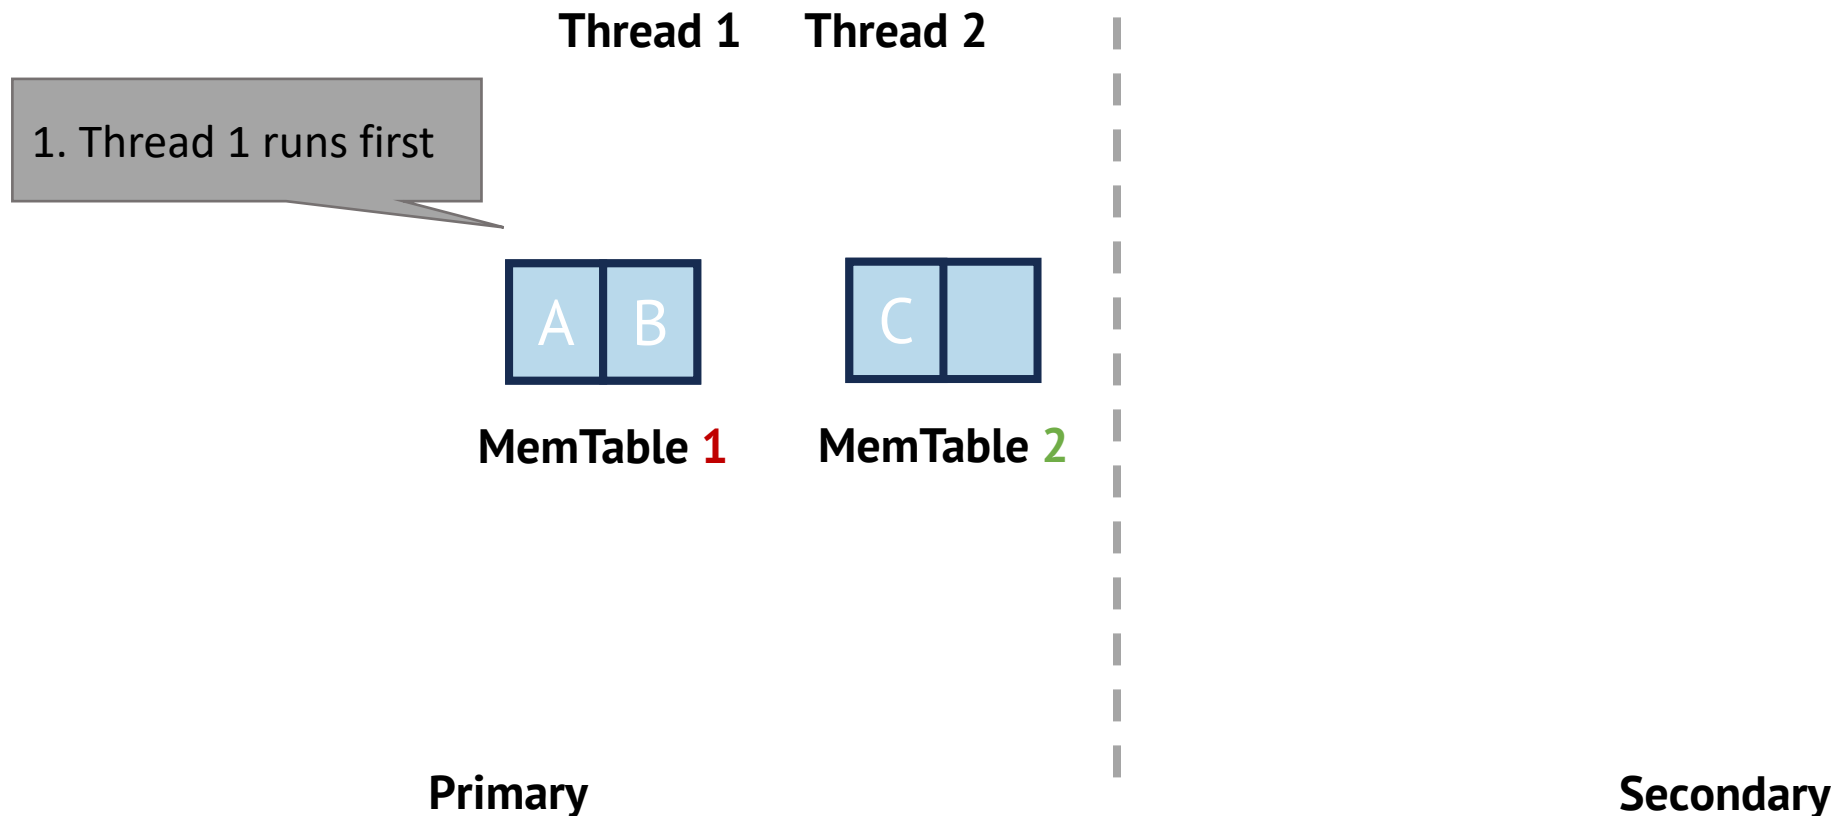 Thread 1 Thread 2
1. Thread 1 runs first
A B C
MemTable 1 MemTable 2
Primary Secondary